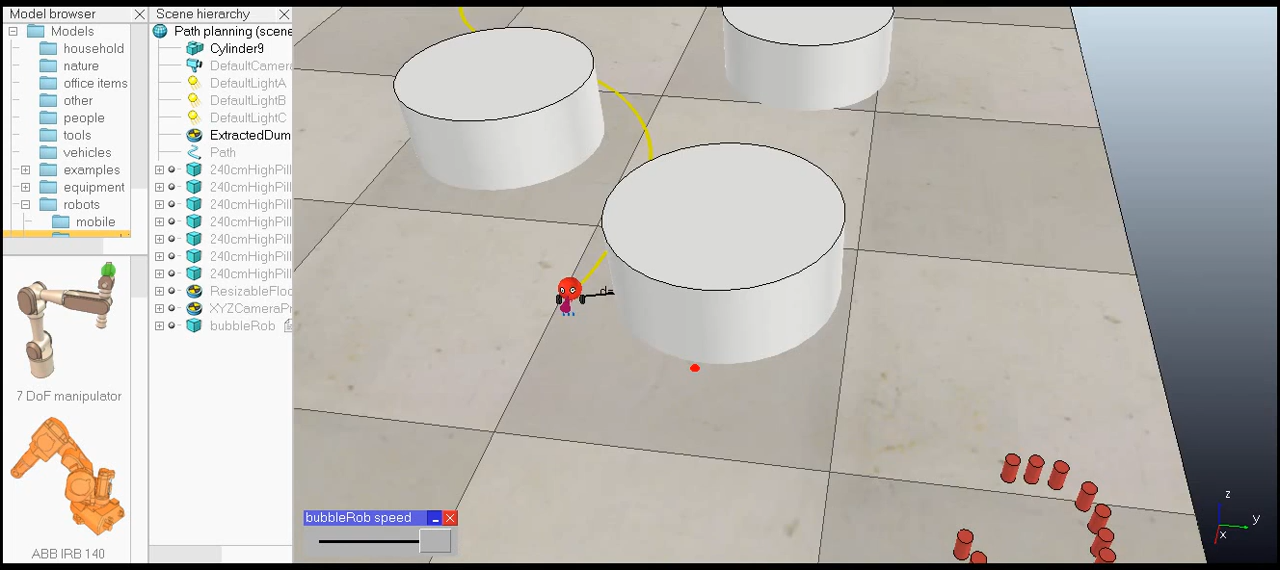 Model browser
Models
household
nature
office items
other
people
tools
vehicles
examples
equipment
robots
mobile
7 DoF manipulator
ABB IRB 140
Scene hierarchy
Path planning (scene
Cylinder9
DefaultCamera
DefaultLightA
DefaultLightB
DefaultLightC
ExtractedDum
Path
240cmHighPill
240cmHighPill
240cmHighPill
240cmHighPill
240cmHighPill
240cmHighPill
240cmHighPill
ResizableFloo
XYZCameraPr
bubbleRob
d=
bubbleRob speed
z
y
x